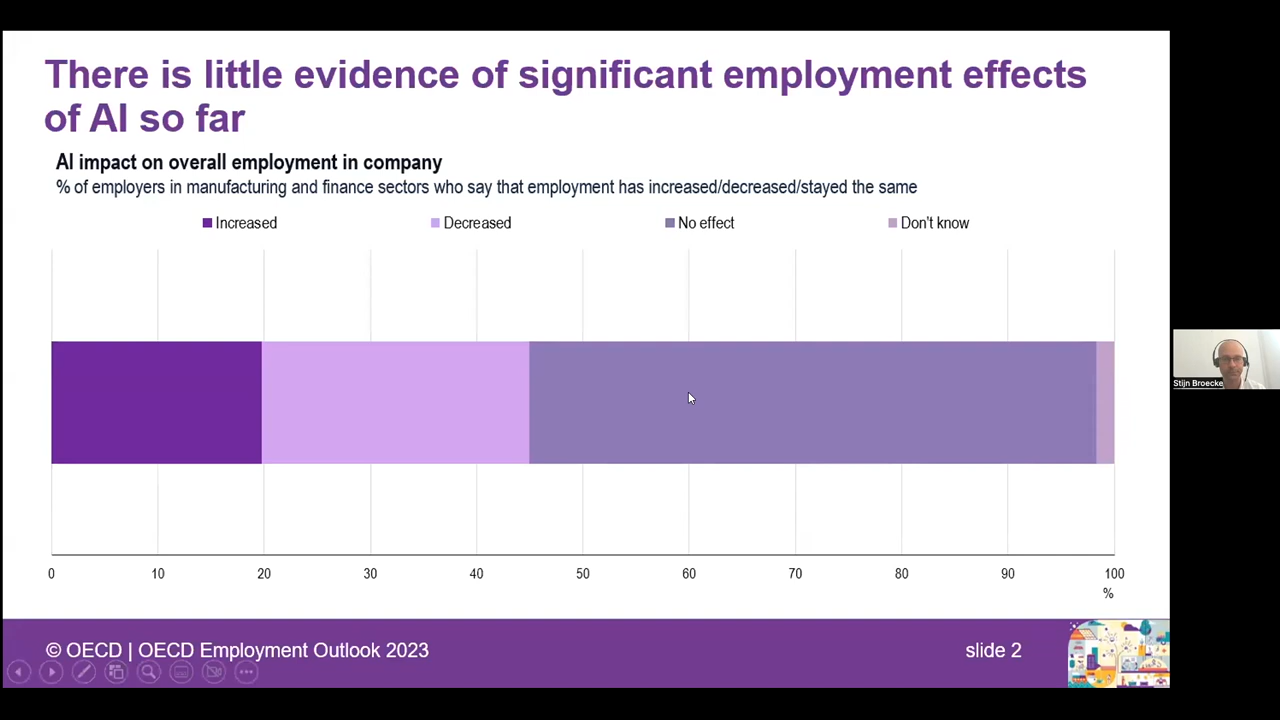 There is little evidence of significant employment effects
of AI so far
AI impact on overall employment in company
% of employers in manufacturing and finance sectors who say that employment has increased/decreased/stayed the same
Increased Decreased No effect Don't know
0 10 20 30 40 50 60 70 80 90 100
%
Stijn Broecke
© OECD | OECD Employment Outlook 2023 slide 2